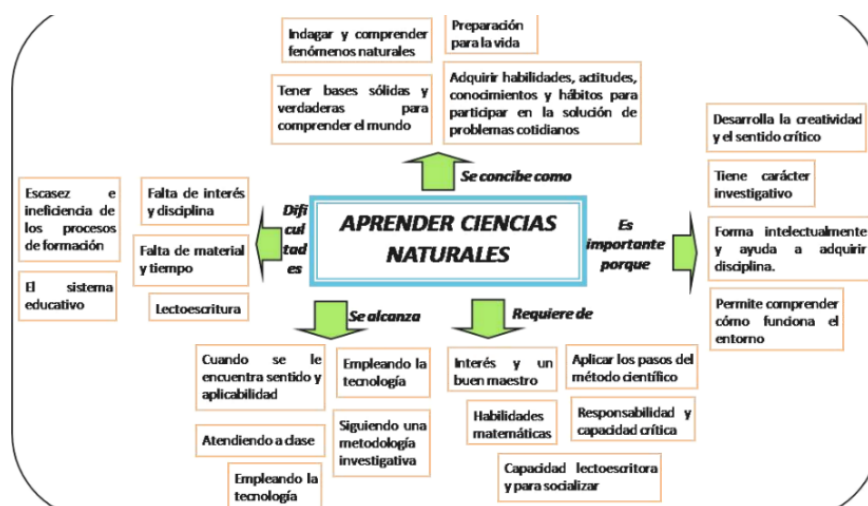 Indagar y comprender
fenómenos naturales
Preparación
para la vida
Tener bases sólidas y
verdaderas para
comprender el mundo
Adquirir habilidades, actitudes,
conocimientos y hábitos para
participar en la solución de
problemas cotidianos
Se concibe como
Desarrolla la creatividad
y el sentido crítico
Tiene carácter
investigativo
Forma intelectualmente
y ayuda a adquirir
disciplina.
Permite comprender
cómo funciona el
entorno
Es
importante
porque
APRENDER CIENCIAS
NATURALES
Difi
cult
ad
es
Escasez e
ineficiencia de
los procesos
de formación
El sistema
educativo
Falta de interés
y disciplina
Falta de material
y tiempo
Lectoescritura
Se alcanza
Cuando se le
encuentra sentido y
aplicabilidad
Empleando la
tecnología
Atendiendo a clase
Siguiendo una
metodología
investigativa
Empleando la
tecnología
Requiere de
Interés y un
buen maestro
Aplicar los pasos del
método científico
Habilidades
matemáticas
Responsabilidad y
capacidad crítica
Capacidad lectoescritora
y para socializar